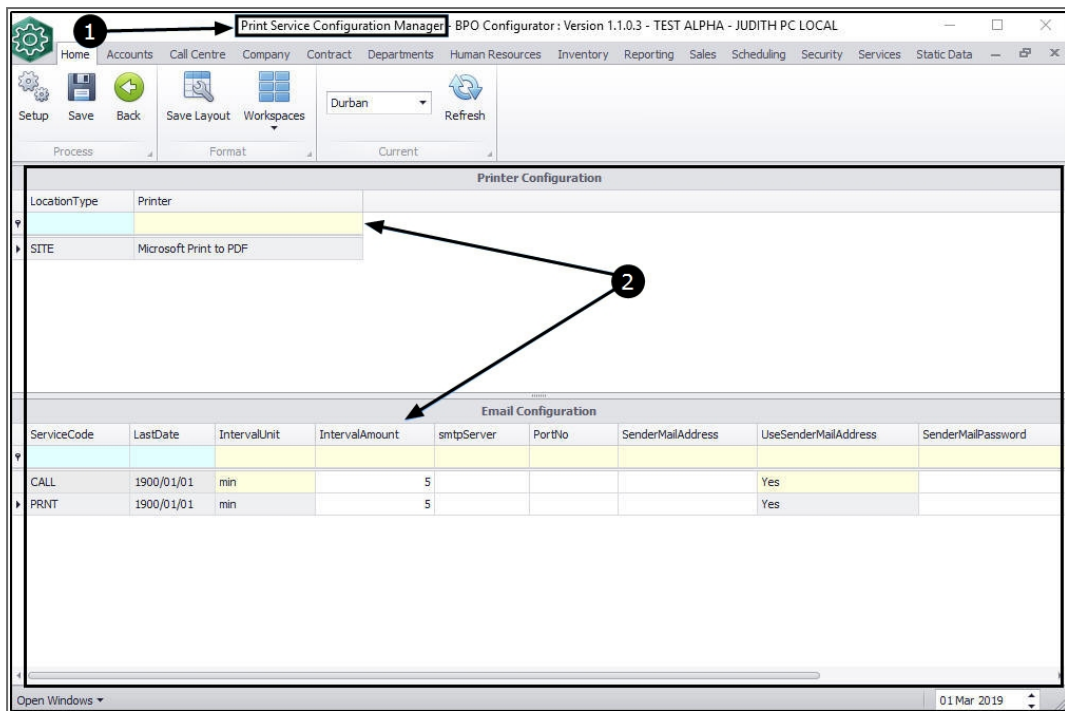 1
Print Service Configuration Manager - BPO Configurator : Version 1.1.0.3 - TEST ALPHA - JUDITH PC LOCAL
Home Accounts Call Centre Company Contract Departments Human Resources Inventory Reporting Sales Scheduling Security Services Static Data
Setup Save Back Save Layout Workspaces Durban Refresh
Process Format Current
Printer Configuration
LocationType Printer
SITE Microsoft Print to PDF
2
Email Configuration
ServiceCode LastDate IntervalUnit IntervalAmount smtpServer PortNo SenderMailAddress UseSenderMailAddress SenderMailPassword
CALL 1900/01/01 min 5 Yes
PRNT 1900/01/01 min 5 Yes
Open Windows 01 Mar 2019